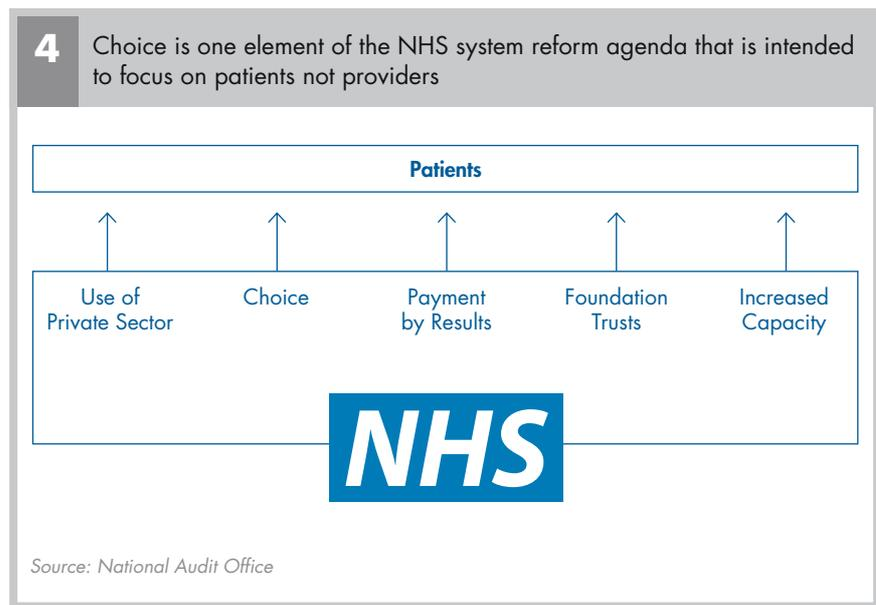 4
Choice is one element of the NHS system reform agenda that is intended
to focus on patients not providers
Patients
Use of
Private Sector
Choice
Payment
by Results
Foundation
Trusts
Increased
Capacity
NHS
Source: National Audit Office